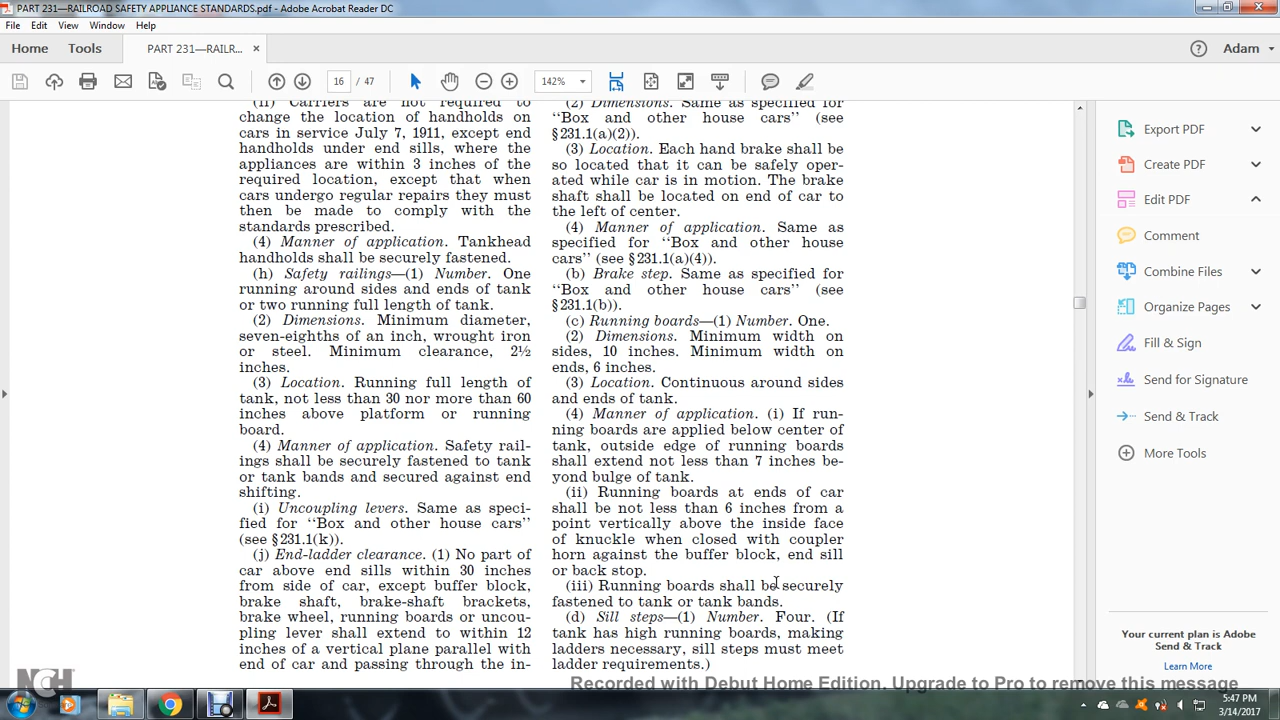 PART 231—RAILROAD SAFETY APPLIANCE STANDARDS.pdf - Adobe Acrobat Reader DC
File Edit View Window Help
Home Tools PART 231—RAILR... × Adam
16 / 47 142%
(ii) Carriers are not required to
change the location of handholds on
cars in service July 7, 1911, except end
handholds under end sills, where the
appliances are within 3 inches of the
required location, except that when
cars undergo regular repairs they must
then be made to comply with the
standards prescribed.
(4) Manner of application. Tankhead
handholds shall be securely fastened.
(h) Safety railings—(1) Number. One
running around sides and ends of tank
or two running full length of tank.
(2) Dimensions. Minimum diameter,
seven-eighths of an inch, wrought iron
or steel. Minimum clearance, 2½
inches.
(3) Location. Running full length of
tank, not less than 30 nor more than 60
inches above platform or running
board.
(4) Manner of application. Safety rail-
ings shall be securely fastened to tank
or tank bands and secured against end
shifting.
(i) Uncoupling levers. Same as speci-
fied for ‘‘Box and other house cars’’
(see §231.1(k)).
(j) End-ladder clearance. (1) No part of
car above end sills within 30 inches
from side of car, except buffer block,
brake shaft, brake-shaft brackets,
brake wheel, running boards or uncou-
pling lever shall extend to within 12
inches of a vertical plane parallel with
end of car and passing through the in-
(2) Dimensions. Same as specified for
‘‘Box and other house cars’’ (see
§231.1(a)(2)).
(3) Location. Each hand brake shall be
so located that it can be safely oper-
ated while car is in motion. The brake
shaft shall be located on end of car to
the left of center.
(4) Manner of application. Same as
specified for ‘‘Box and other house
cars’’ (see §231.1(a)(4)).
(b) Brake step. Same as specified for
‘‘Box and other house cars’’ (see
§231.1(b)).
(c) Running boards—(1) Number. One.
(2) Dimensions. Minimum width on
sides, 10 inches. Minimum width on
ends, 6 inches.
(3) Location. Continuous around sides
and ends of tank.
(4) Manner of application. (i) If run-
ning boards are applied below center of
tank, outside edge of running boards
shall extend not less than 7 inches be-
yond bulge of tank.
(ii) Running boards at ends of car
shall be not less than 6 inches from a
point vertically above the inside face
of knuckle when closed with coupler
horn against the buffer block, end sill
or back stop.
(iii) Running boards shall be securely
fastened to tank or tank bands.
(d) Sill steps—(1) Number. Four. (If
tank has high running boards, making
ladders necessary, sill steps must meet
ladder requirements.)
Export PDF
Create PDF
Edit PDF
Comment
Combine Files
Organize Pages
Fill & Sign
Send for Signature
Send & Track
More Tools
Your current plan is Adobe
Send & Track
Learn More
NCH
Recorded with Debut Home Edition. Upgrade to Pro to remove this message
5:47 PM
3/14/2017